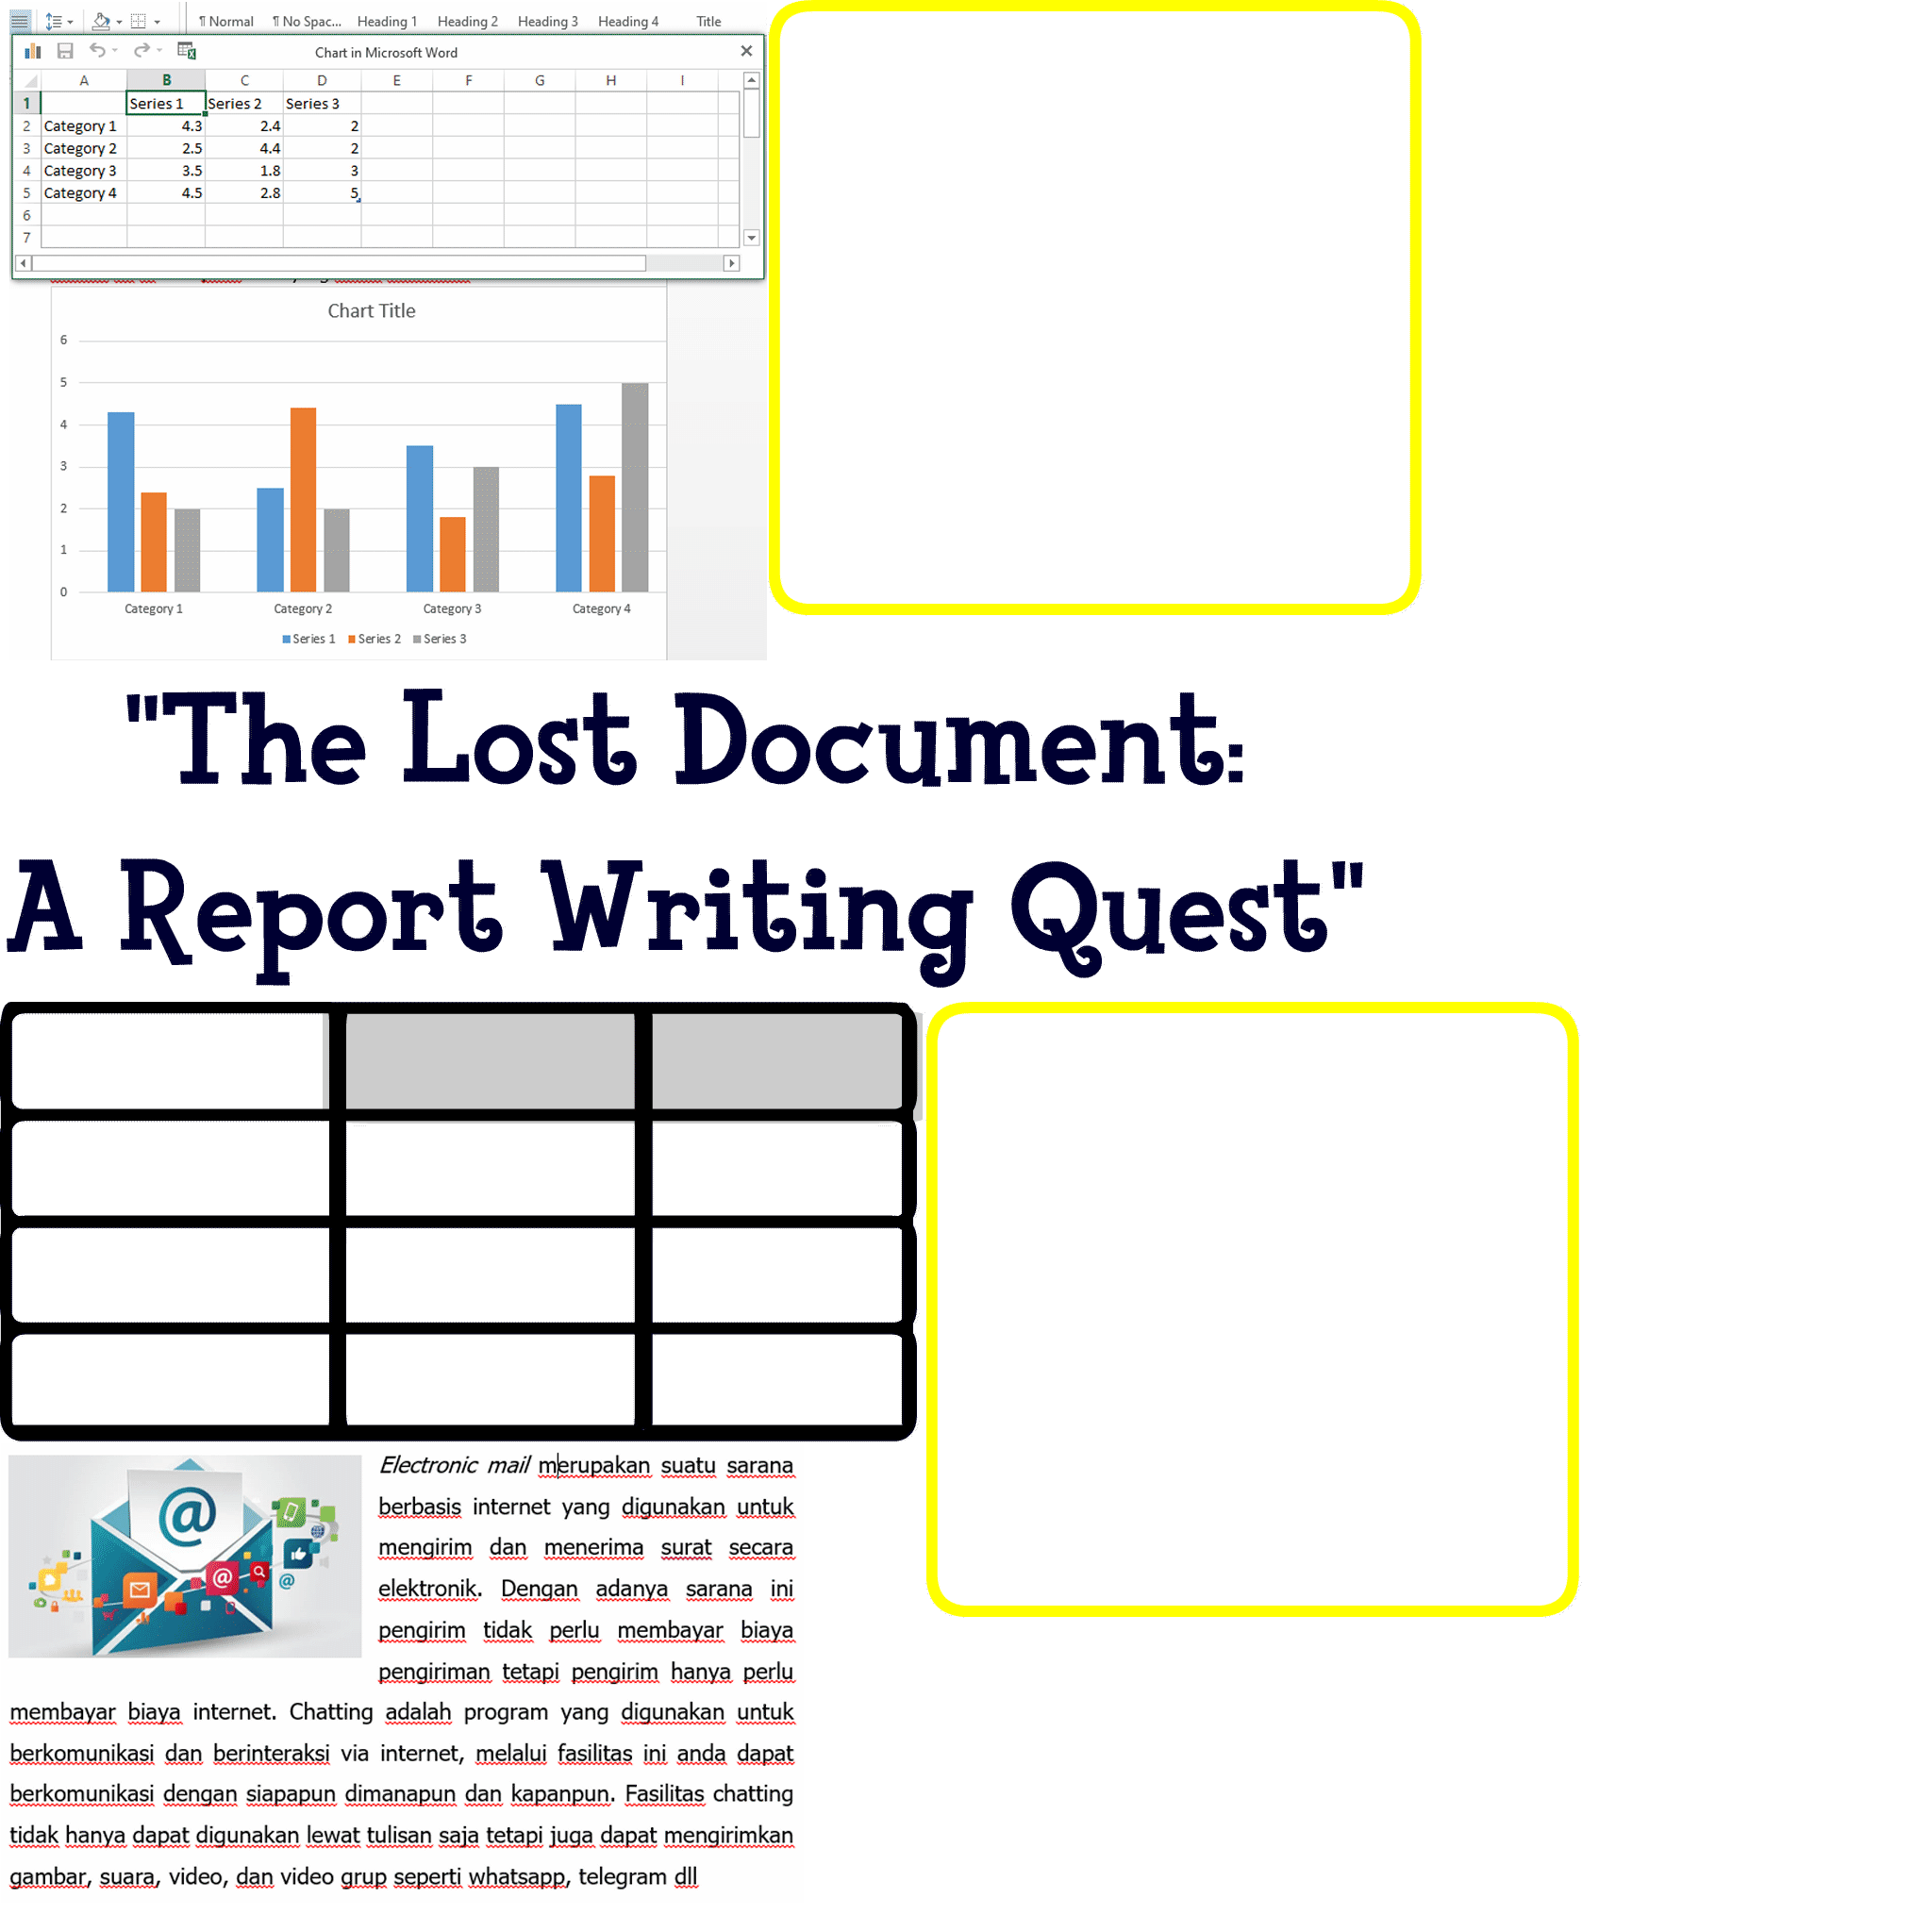 ¶ Normal ¶ No Spac... Heading 1 Heading 2 Heading 3 Heading 4 Title
Chart in Microsoft Word
A B C D E F G H I
1 Series 1 Series 2 Series 3
2 Category 1 4.3 2.4 2
3 Category 2 2.5 4.4 2
4 Category 3 3.5 1.8 3
5 Category 4 4.5 2.8 5
6
7
Chart Title
6
5
4
3
2
1
0
Category 1 Category 2 Category 3 Category 4
Series 1 Series 2 Series 3
"The Lost Document:
A Report Writing Quest"
Electronic mail merupakan suatu sarana
berbasis internet yang digunakan untuk
mengirim dan menerima surat secara
elektronik. Dengan adanya sarana ini
pengirim tidak perlu membayar biaya
pengiriman tetapi pengirim hanya perlu
membayar biaya internet. Chatting adalah program yang digunakan untuk
berkomunikasi dan berinteraksi via internet, melalui fasilitas ini anda dapat
berkomunikasi dengan siapapun dimanapun dan kapanpun. Fasilitas chatting
tidak hanya dapat digunakan lewat tulisan saja tetapi juga dapat mengirimkan
gambar, suara, video, dan video grup seperti whatsapp, telegram dll